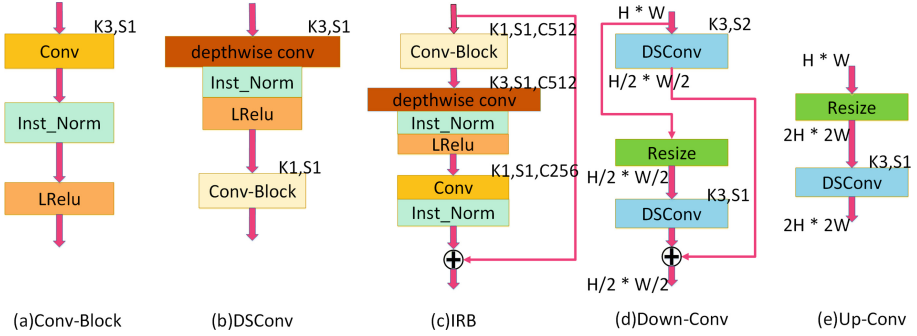 K3,S1
Conv
Inst_Norm
LRelu
(a)Conv-Block
K3,S1
depthwise conv
Inst_Norm
LRelu
K1,S1
Conv-Block
(b)DSConv
K1,S1,C512
Conv-Block
K3,S1,C512
depthwise conv
Inst_Norm
LRelu
K1,S1,C256
Conv
Inst_Norm
(c)IRB
H * W
K3,S2
DSConv
H/2 * W/2
Resize
H/2 * W/2
K3,S1
DSConv
H/2 * W/2
(d)Down-Conv
H * W
Resize
2H * 2W
K3,S1
DSConv
2H * 2W
(e)Up-Conv